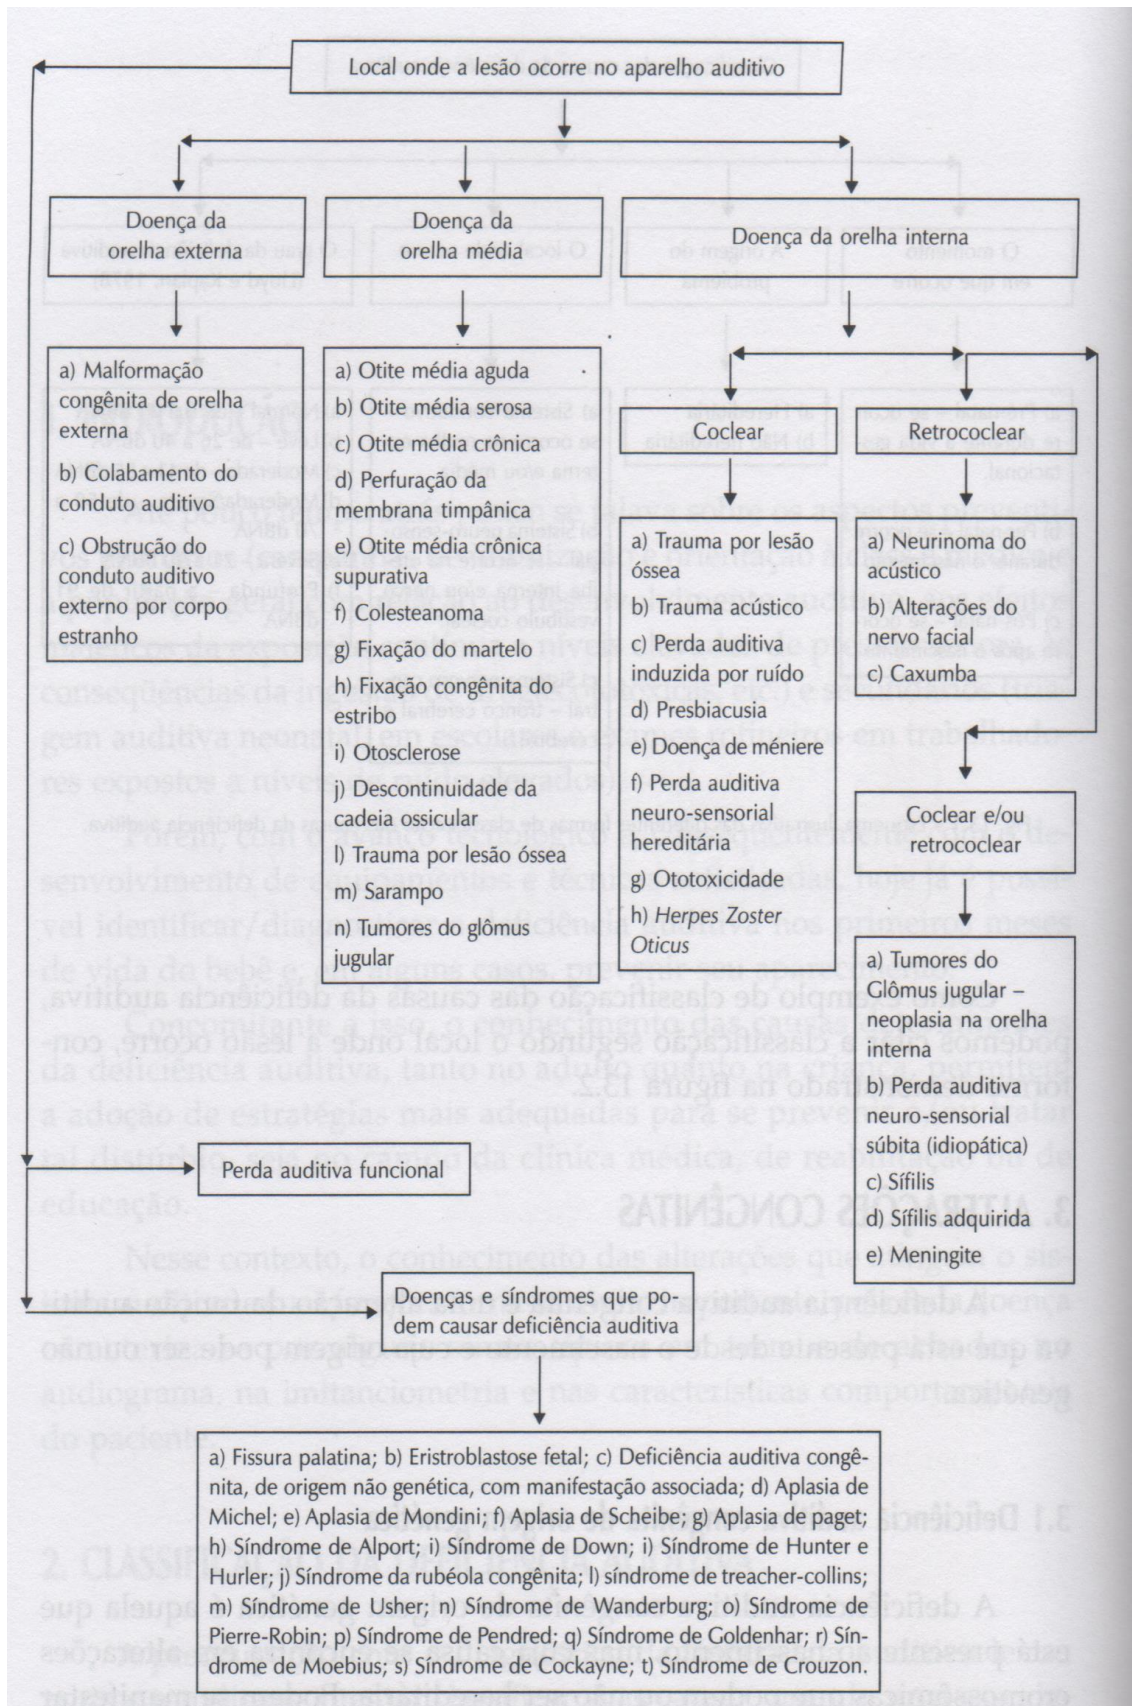 Local onde a lesão ocorre no aparelho auditivo
Doença da
orelha externa
Doença da
orelha média
Doença da orelha interna
a) Malformação
congênita de orelha
externa
b) Colabamento do
conduto auditivo
c) Obstrução do
conduto auditivo
externo por corpo
estranho
a) Otite média aguda
b) Otite média serosa
c) Otite média crônica
d) Perfuração da
membrana timpânica
e) Otite média crônica
supurativa
f) Colesteanoma
g) Fixação do martelo
h) Fixação congênita do
estribo
i) Otosclerose
j) Descontinuidade da
cadeia ossicular
l) Trauma por lesão óssea
m) Sarampo
n) Tumores do glômus
jugular
Coclear
a) Trauma por lesão
óssea
b) Trauma acústico
c) Perda auditiva
induzida por ruído
d) Presbiacusia
e) Doença de méniere
f) Perda auditiva
neuro-sensorial
hereditária
g) Ototoxicidade
h) Herpes Zoster
Oticus
Retrococlear
a) Neurinoma do
acústico
b) Alterações do
nervo facial
c) Caxumba
Coclear e/ou
retrococlear
a) Tumores do
Glômus jugular –
neoplasia na orelha
interna
b) Perda auditiva
neuro-sensorial
súbita (idiopática)
c) Sífilis
d) Sífilis adquirida
e) Meningite
Perda auditiva funcional
Doenças e síndromes que po-
dem causar deficiência auditiva
a) Fissura palatina; b) Eristroblastose fetal; c) Deficiência auditiva congê-
nita, de origem não genética, com manifestação associada; d) Aplasia de
Michel; e) Aplasia de Mondini; f) Aplasia de Scheibe; g) Aplasia de paget;
h) Síndrome de Alport; i) Síndrome de Down; i) Síndrome de Hunter e
Hurler; j) Síndrome da rubéola congênita; l) síndrome de treacher-collins;
m) Síndrome de Usher; n) Síndrome de Wanderburg; o) Síndrome de
Pierre-Robin; p) Síndrome de Pendred; q) Síndrome de Goldenhar; r) Sín-
drome de Moebius; s) Síndrome de Cockayne; t) Síndrome de Crouzon.